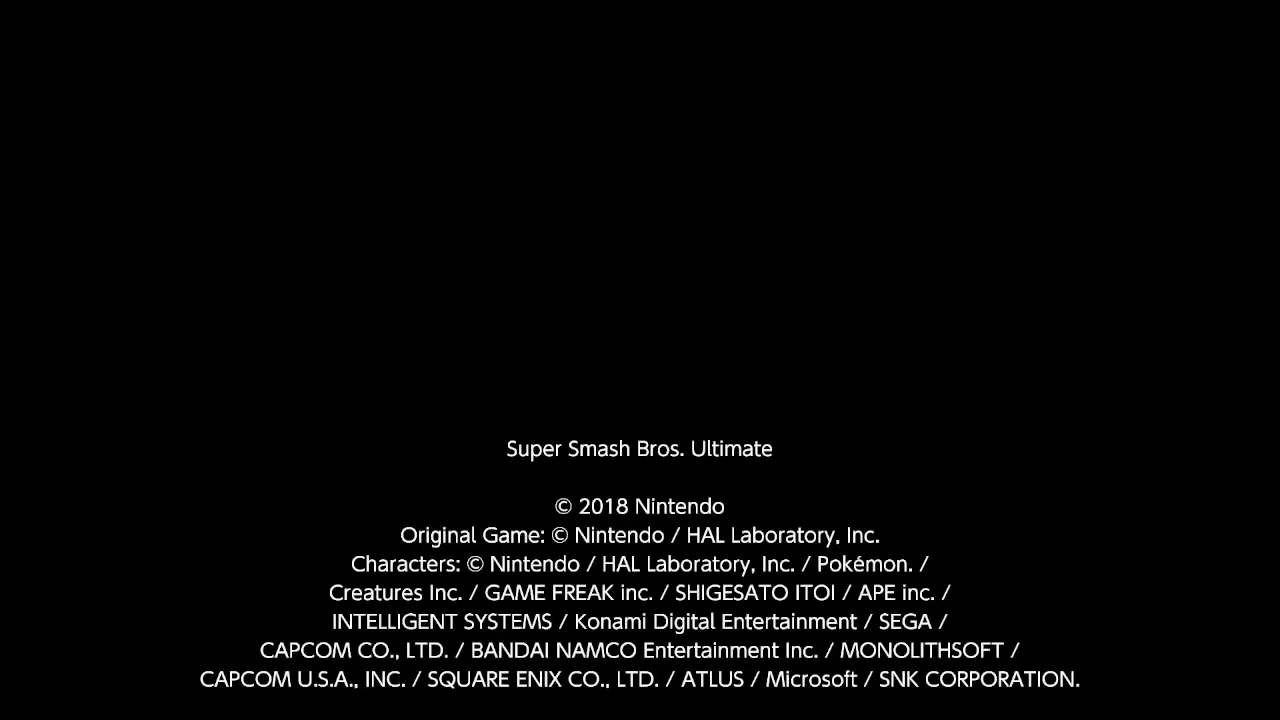 Super Smash Bros. Ultimate
© 2018 Nintendo
Original Game: © Nintendo / HAL Laboratory, Inc.
Characters: © Nintendo / HAL Laboratory, Inc. / Pokémon. /
Creatures Inc. / GAME FREAK inc. / SHIGESATO ITOI / APE inc. /
INTELLIGENT SYSTEMS / Konami Digital Entertainment / SEGA /
CAPCOM CO., LTD. / BANDAI NAMCO Entertainment Inc. / MONOLITHSOFT /
CAPCOM U.S.A., INC. / SQUARE ENIX CO., LTD. / ATLUS / Microsoft / SNK CORPORATION.